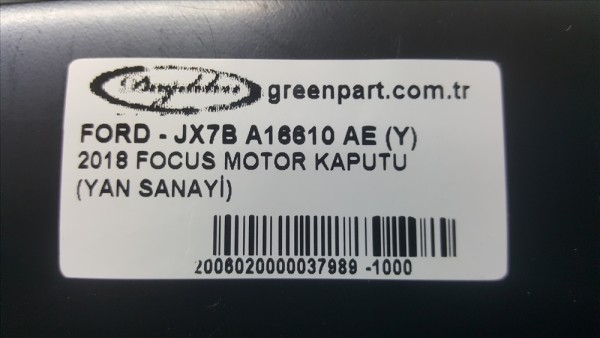 greenpart.com.tr
FORD - JX7B A16610 AE (Y)
2018 FOCUS MOTOR KAPUTU
(YAN SANAYİ)
2006020000037989 -1000